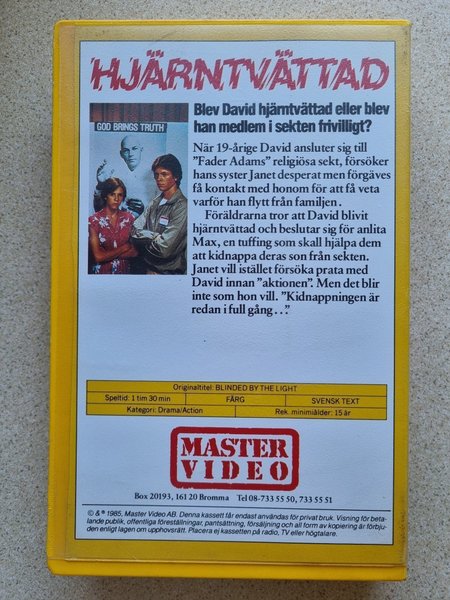 HJÄRNTVÄTTAD
GOD BRINGS TRUTH
Blev David hjärntvättad eller blev
han medlem i sekten frivilligt?
När 19-årige David ansluter sig till
"Fader Adams" religiösa sekt, försöker
hans syster Janet desperat men förgäves
få kontakt med honom för att få veta
varför han flytt från familjen.
Föräldrarna tror att David blivit
hjärntvättad och beslutar sig för anlita
Max, en tuffing som skall hjälpa dem
att kidnappa deras son från sekten.
Janet vill istället försöka prata med
David innan "aktionen". Men det blir
inte som hon vill. "Kidnappningen är
redan i full gång . . ."
Originaltitel: BLINDED BY THE LIGHT
Speltid: 1 tim 30 min FÄRG SVENSK TEXT
Kategori: Drama/Action Rek. minimiålder: 15 år
MASTER
VIDEO
Box 20193, 161 20 Bromma Tel 08-733 55 50, 733 55 51
© & ® 1985, Master Video AB. Denna kassett får endast användas för privat bruk. Visning för beta-
lande publik, offentliga föreställningar, pantsättning, försäljning och all form av kopiering är förbju-
den enligt lagen om upphovsrätt. Placera ej kassetten på radio, TV eller högtalare.